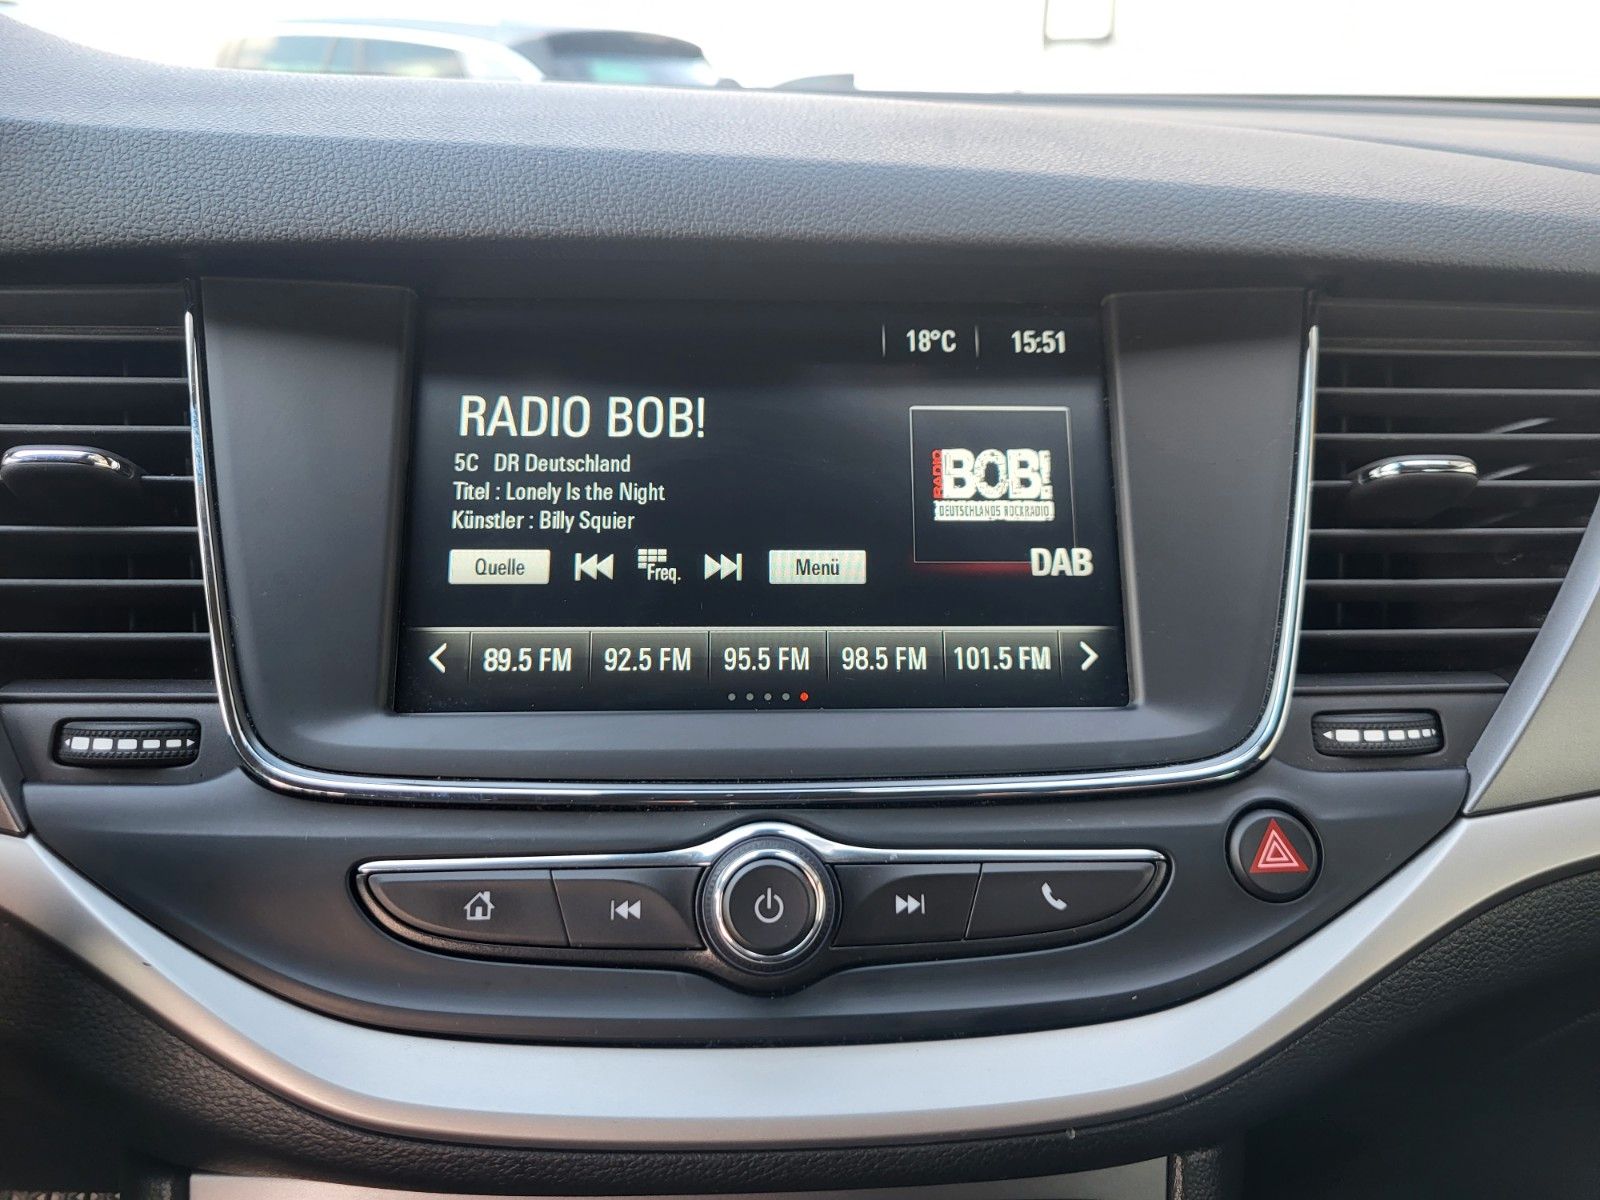 18°C 15:51
RADIO BOB!
5C DR Deutschland
Titel : Lonely Is the Night
Künstler : Billy Squier
RADIO BOB!
DEUTSCHLANDS ROCKRADIO
DAB
Quelle Freq. Menü
89.5 FM 92.5 FM 95.5 FM 98.5 FM 101.5 FM